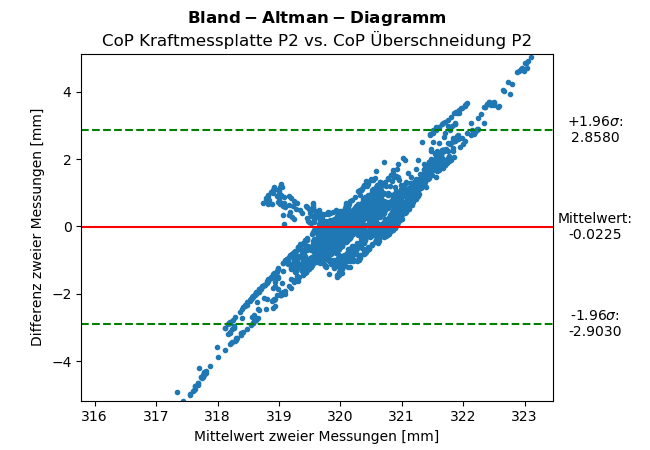 Bland − Altman − Diagramm
CoP Kraftmessplatte P2 vs. CoP Überschneidung P2
Differenz zweier Messungen [mm]
4
2
0
−2
−4
+1.96σ:
2.8580
Mittelwert:
-0.0225
-1.96σ:
-2.9030
316 317 318 319 320 321 322 323
Mittelwert zweier Messungen [mm]